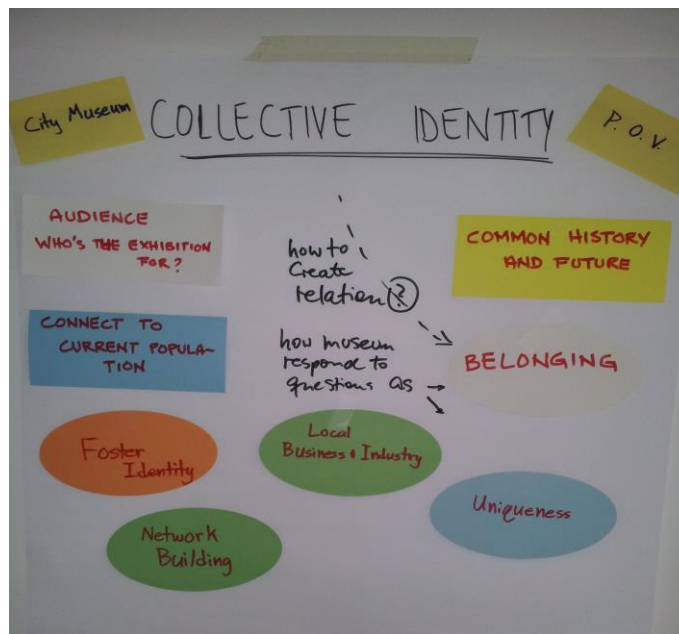 City Museum
COLLECTIVE IDENTITY
P.O.V.
AUDIENCE
WHO'S THE EXHIBITION
FOR?
how to
Create
relation?
COMMON HISTORY
AND FUTURE
CONNECT TO
CURRENT POPULA-
TION
how museum
respond to
questions as
BELONGING
Foster
Identity
Local
Business & Industry
Uniqueness
Network
Building